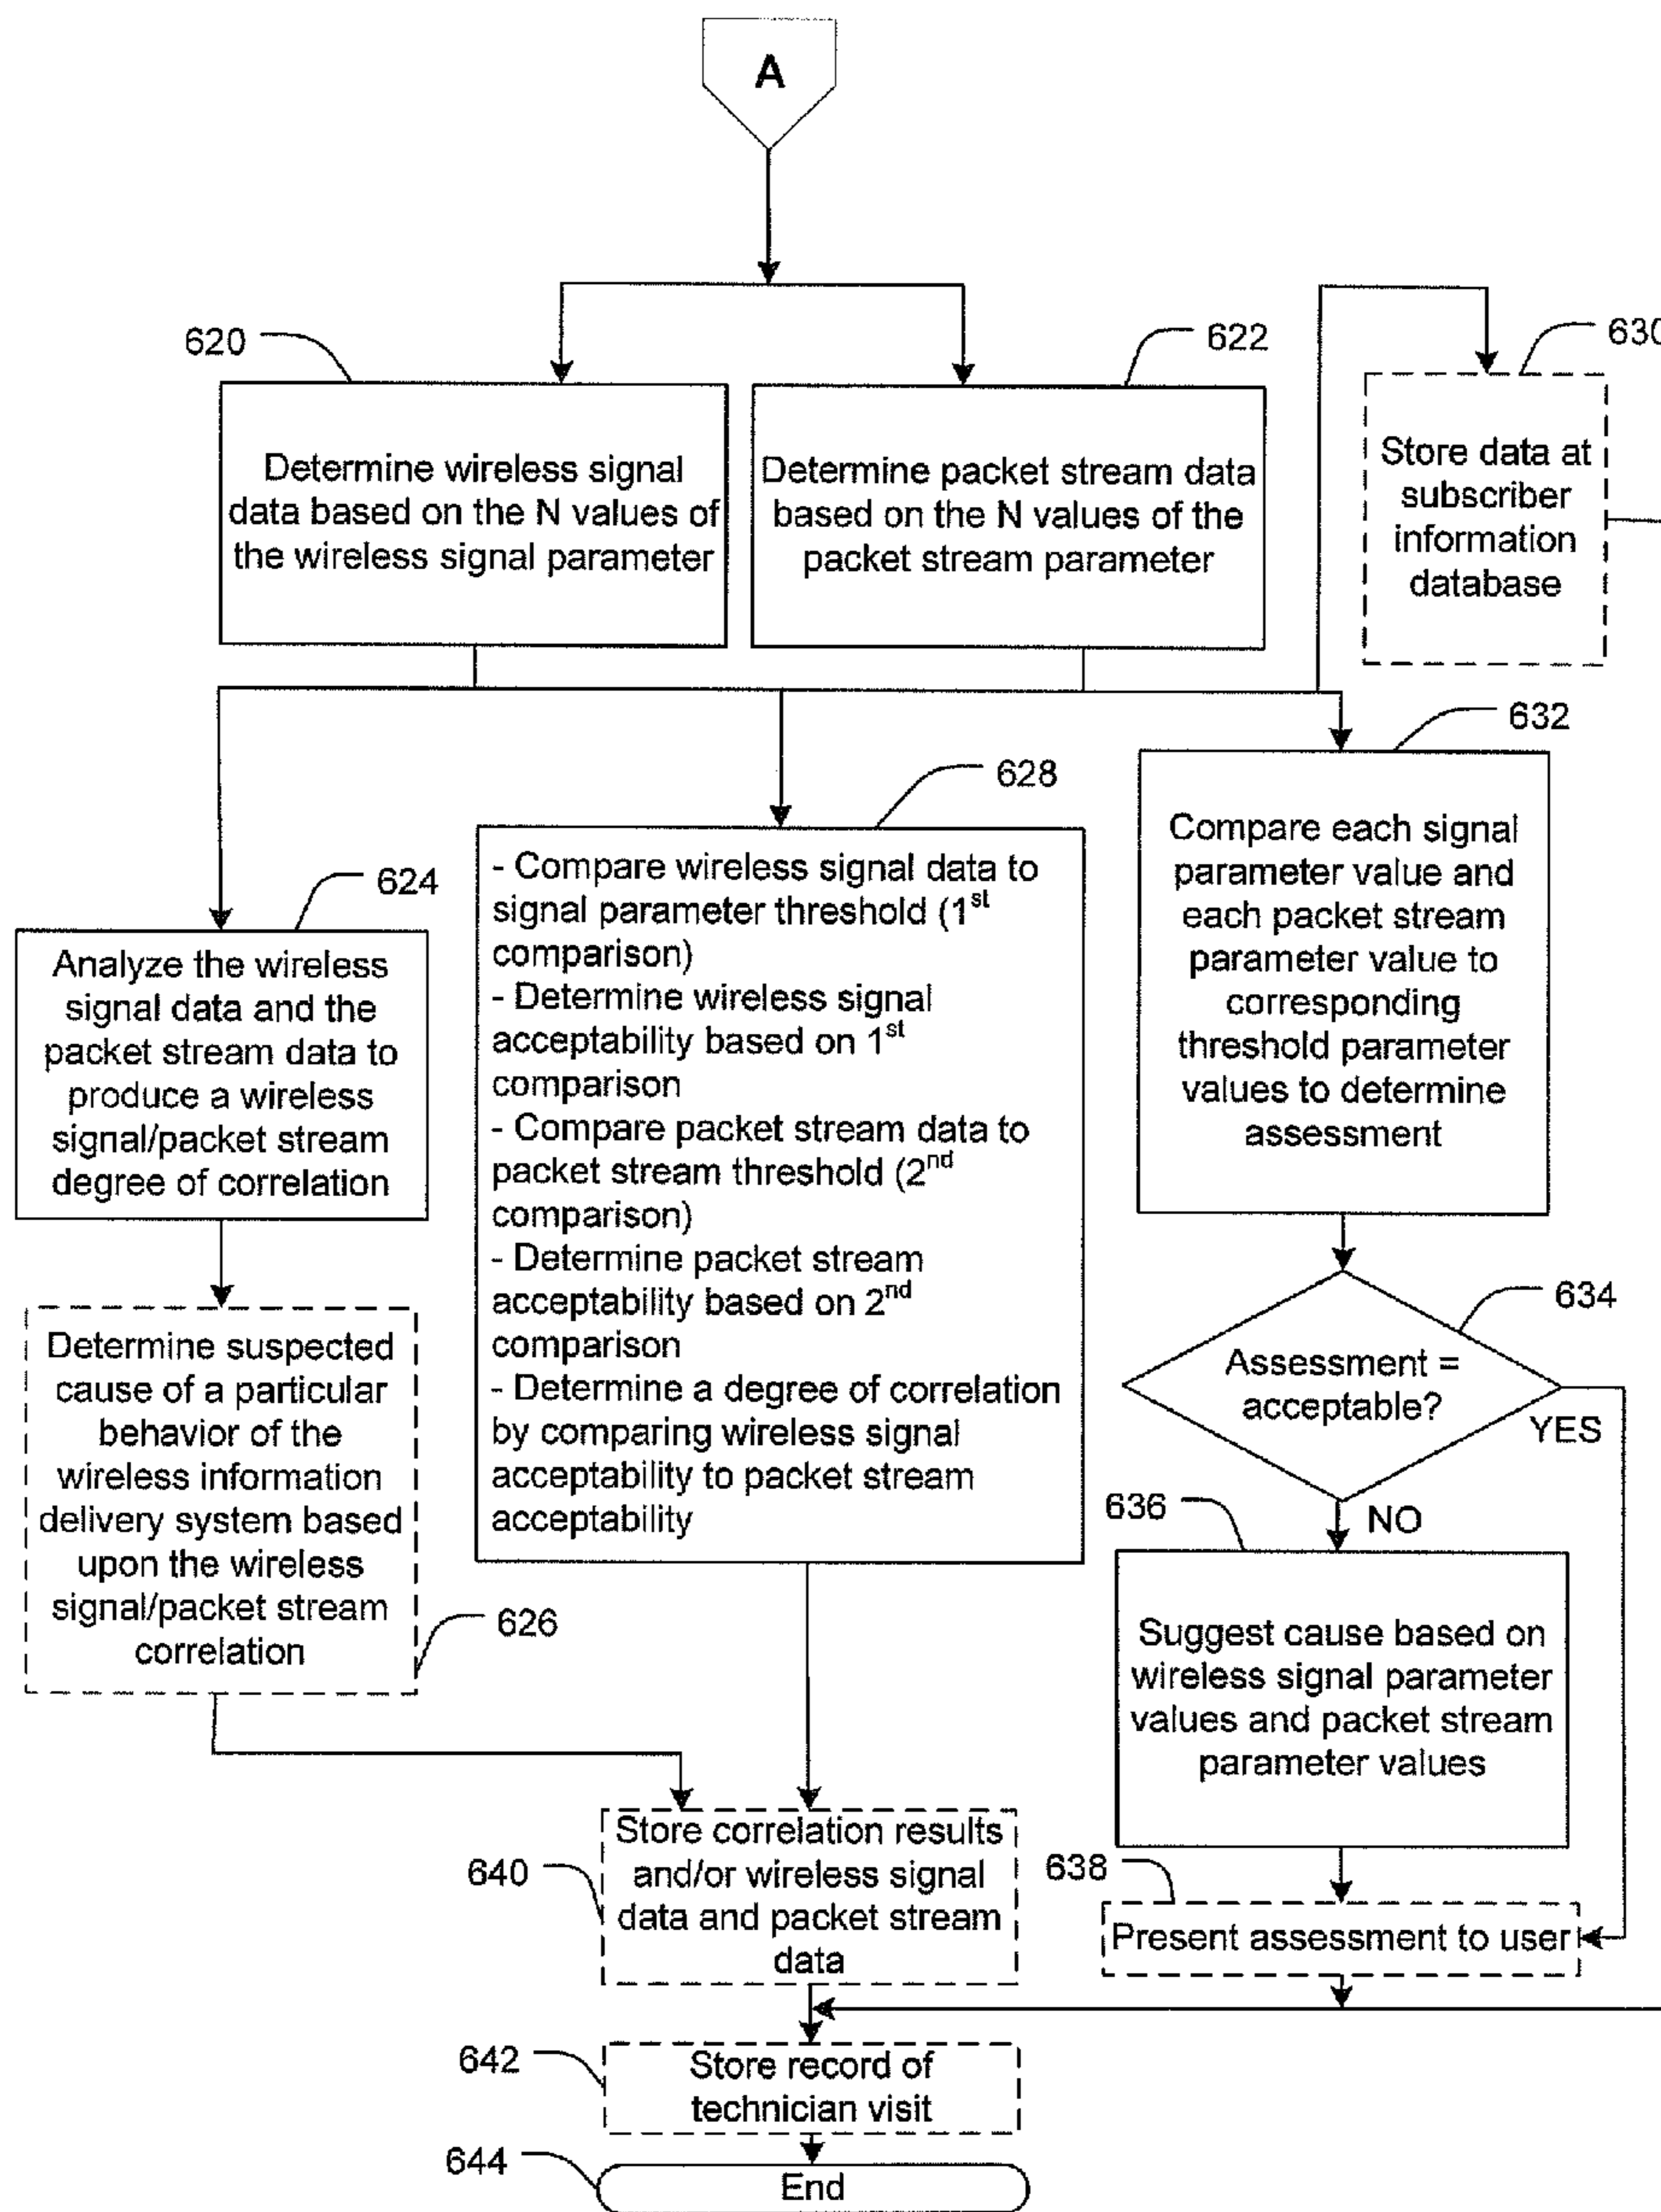 A
620
622
630
Determine wireless signal
data based on the N values of
the wireless signal parameter
Determine packet stream data
based on the N values of the
packet stream parameter
Store data at
subscriber
information
database
632
628
624
Compare each signal
parameter value and
each packet stream
parameter value to
corresponding
threshold parameter
values to determine
assessment
- Compare wireless signal data to
signal parameter threshold (1st
comparison)
- Determine wireless signal
acceptability based on 1st
comparison
- Compare packet stream data to
packet stream threshold (2nd
comparison)
- Determine packet stream
acceptability based on 2nd
comparison
- Determine a degree of correlation
by comparing wireless signal
acceptability to packet stream
acceptability
Analyze the wireless
signal data and the
packet stream data to
produce a wireless
signal/packet stream
degree of correlation
634
Assessment =
acceptable?
YES
NO
Determine suspected
cause of a particular
behavior of the
wireless information
delivery system based
upon the wireless
signal/packet stream
correlation
626
636
Suggest cause based on
wireless signal parameter
values and packet stream
parameter values
640
Store correlation results
and/or wireless signal
data and packet stream
data
638
Present assessment to user
642
Store record of
technician visit
644
End